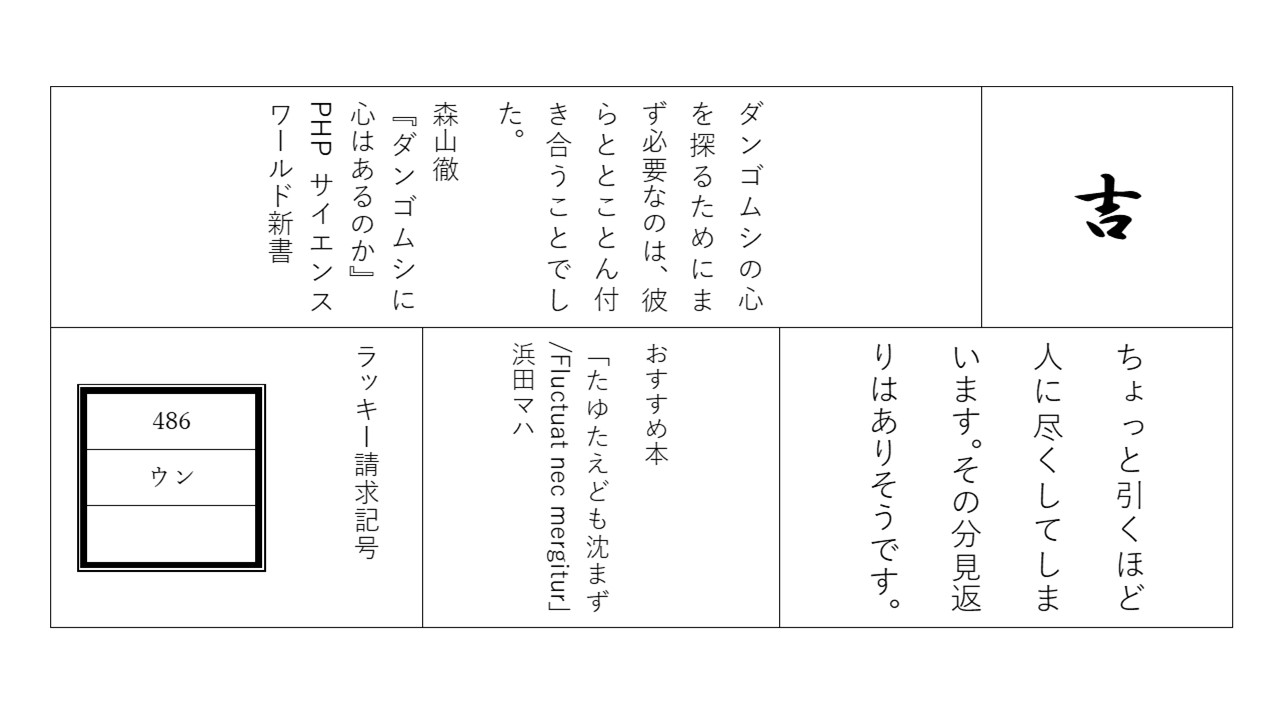 吉
ダンゴムシの心
を探るためにま
ず必要なのは、彼
らととことん付
き合うことでし
た。
森山徹
『ダンゴムシに
心はあるのか』
PHP サイエンス
ワールド新書
ちょっと引くほど
人に尽くしてしま
います。その分見返
りはありそうです。
おすすめ本
「たゆたえども沈まず
/Fluctuat nec mergitur」
浜田マハ
ラッキー請求記号
486
ウン